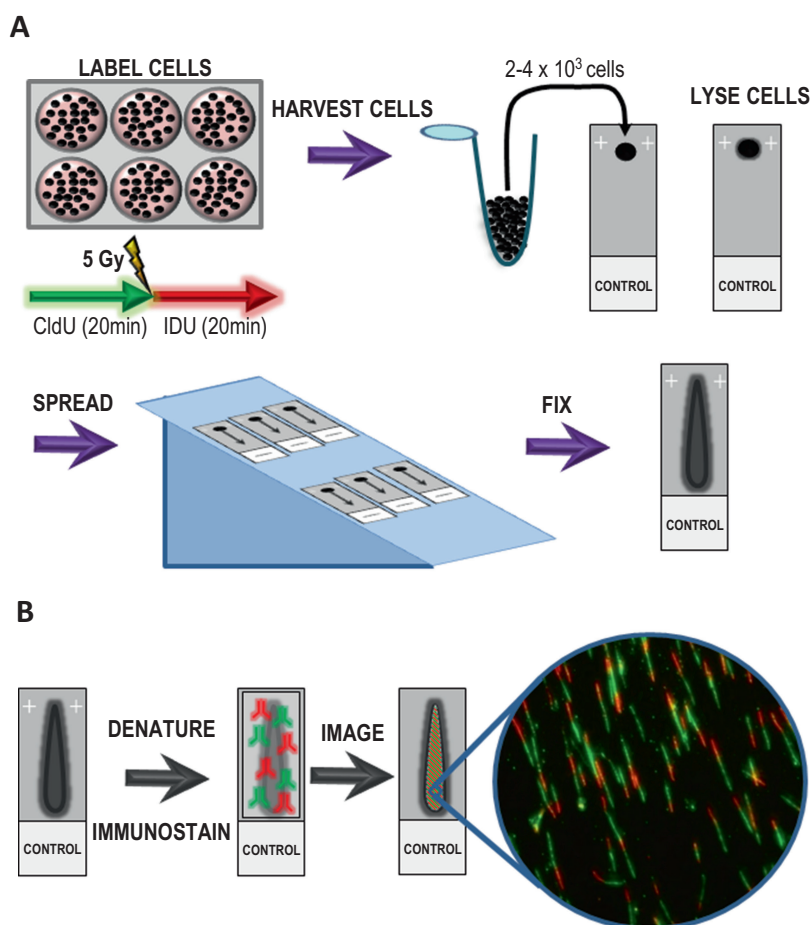 A
LABEL CELLS
HARVEST CELLS
2-4 x 10³ cells
LYSE CELLS
+ +
+ +
CONTROL
CONTROL
5 Gy
CldU (20min) IDU (20min)
SPREAD
FIX
+ +
CONTROL
B
+ +
DENATURE
IMMUNOSTAIN
IMAGE
CONTROL
CONTROL
CONTROL